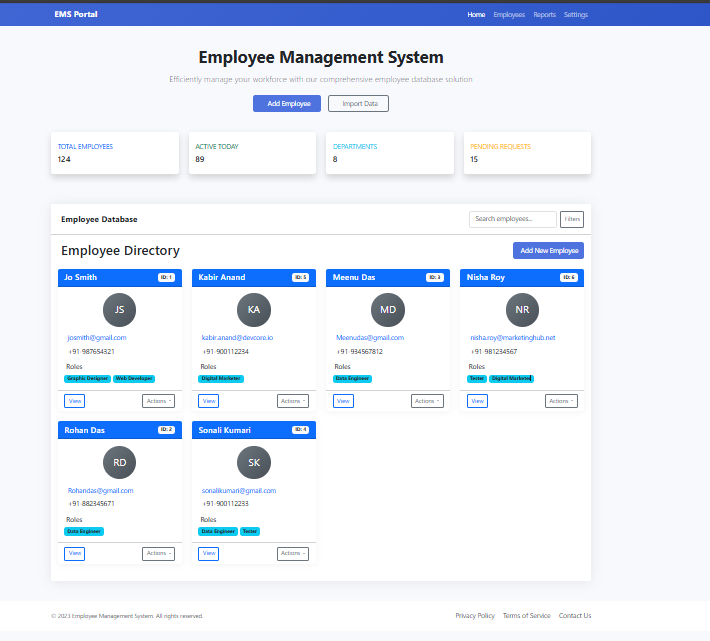 EMS Portal
Home Employees Reports Settings
Employee Management System
Efficiently manage your workforce with our comprehensive employee database solution
Add Employee Import Data
TOTAL EMPLOYEES
124
ACTIVE TODAY
89
DEPARTMENTS
8
PENDING REQUESTS
15
Employee Database
Search employees... Filters
Employee Directory
Add New Employee
Jo Smith ID: 1
JS
josmith@gmail.com
+91-987654321
Roles
Graphic Designer Web Developer
View Actions -
Kabir Anand ID: 5
KA
kabir.anand@devcore.io
+91-900112234
Roles
Digital Marketer
View Actions -
Meenu Das ID: 3
MD
Meenudas@gmail.com
+91-934567812
Roles
Data Engineer
View Actions -
Nisha Roy ID: 6
NR
nisha.roy@marketinghub.net
+91-981234567
Roles
Tester Digital Marketer
View Actions -
Rohan Das ID: 2
RD
Rohandas@gmail.com
+91-882345671
Roles
Data Engineer
View Actions -
Sonali Kumari ID: 4
SK
sonalikumari@gmail.com
+91-900112233
Roles
Data Engineer Tester
View Actions -
© 2023 Employee Management System. All rights reserved.
Privacy Policy Terms of Service Contact Us